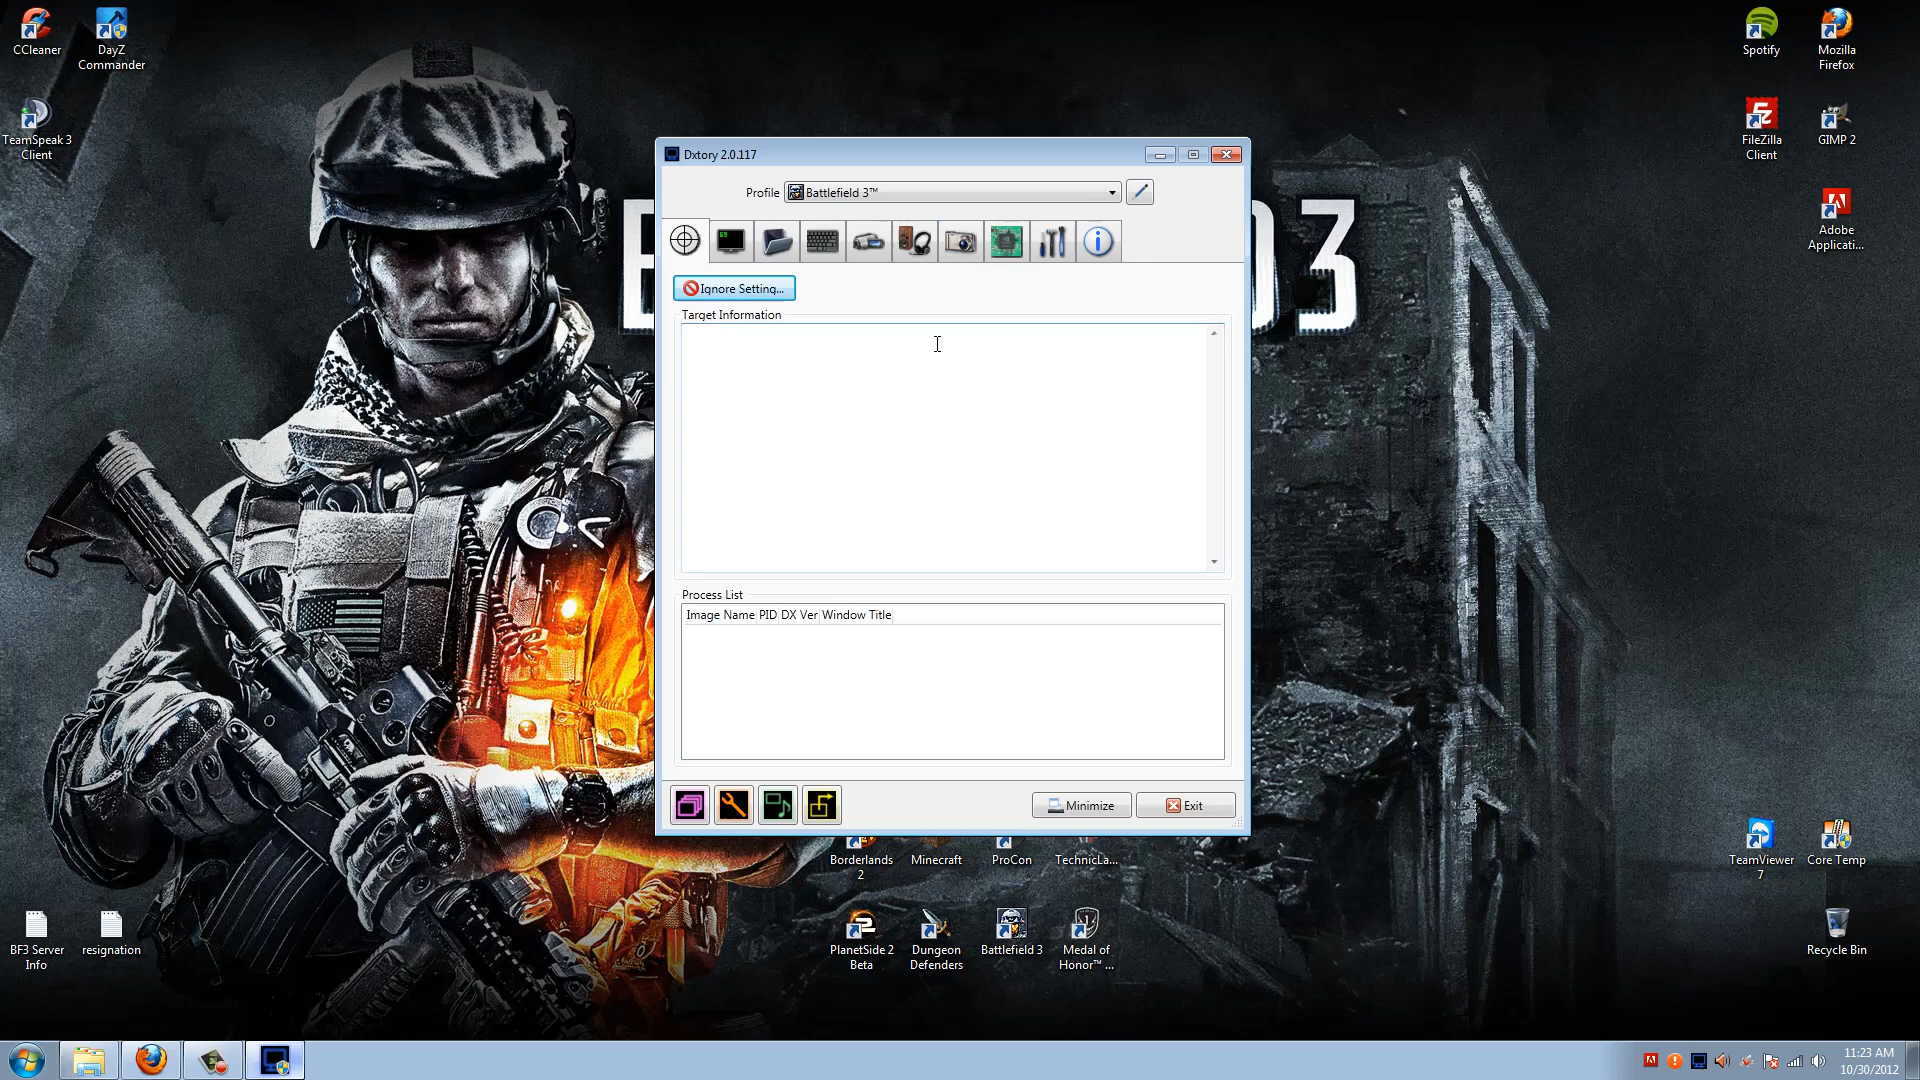 CCleaner
DayZ
Commander
TeamSpeak 3
Client
Spotify
Mozilla
Firefox
FileZilla
Client
GIMP 2
Adobe
Applicati...
Dxtory 2.0.117
Profile
Battlefield 3™
69
Ignore Setting...
Target Information
Process List
Image Name PID DX Ver Window Title
Minimize
Exit
Borderlands
2
Minecraft
ProCon
TechnicLa...
TeamViewer
7
Core Temp
BF3 Server
Info
resignation
PlanetSide 2
Beta
Dungeon
Defenders
Battlefield 3
Medal of
Honor™ ...
Recycle Bin
11:23 AM
10/30/2012